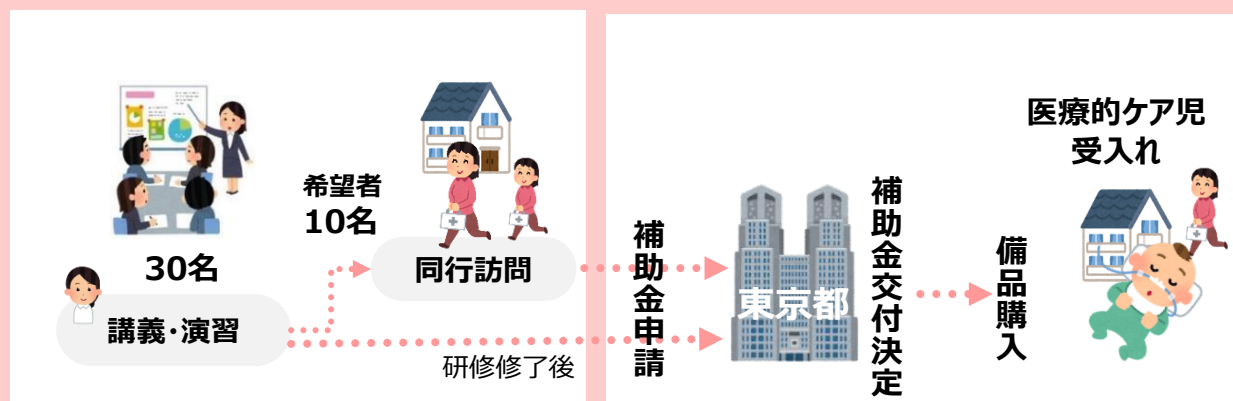 30名
講義・演習
希望者
10名
同行訪問
研修修了後
補助金申請
東京都
補助金交付決定
備品購入
医療的ケア児
受入れ